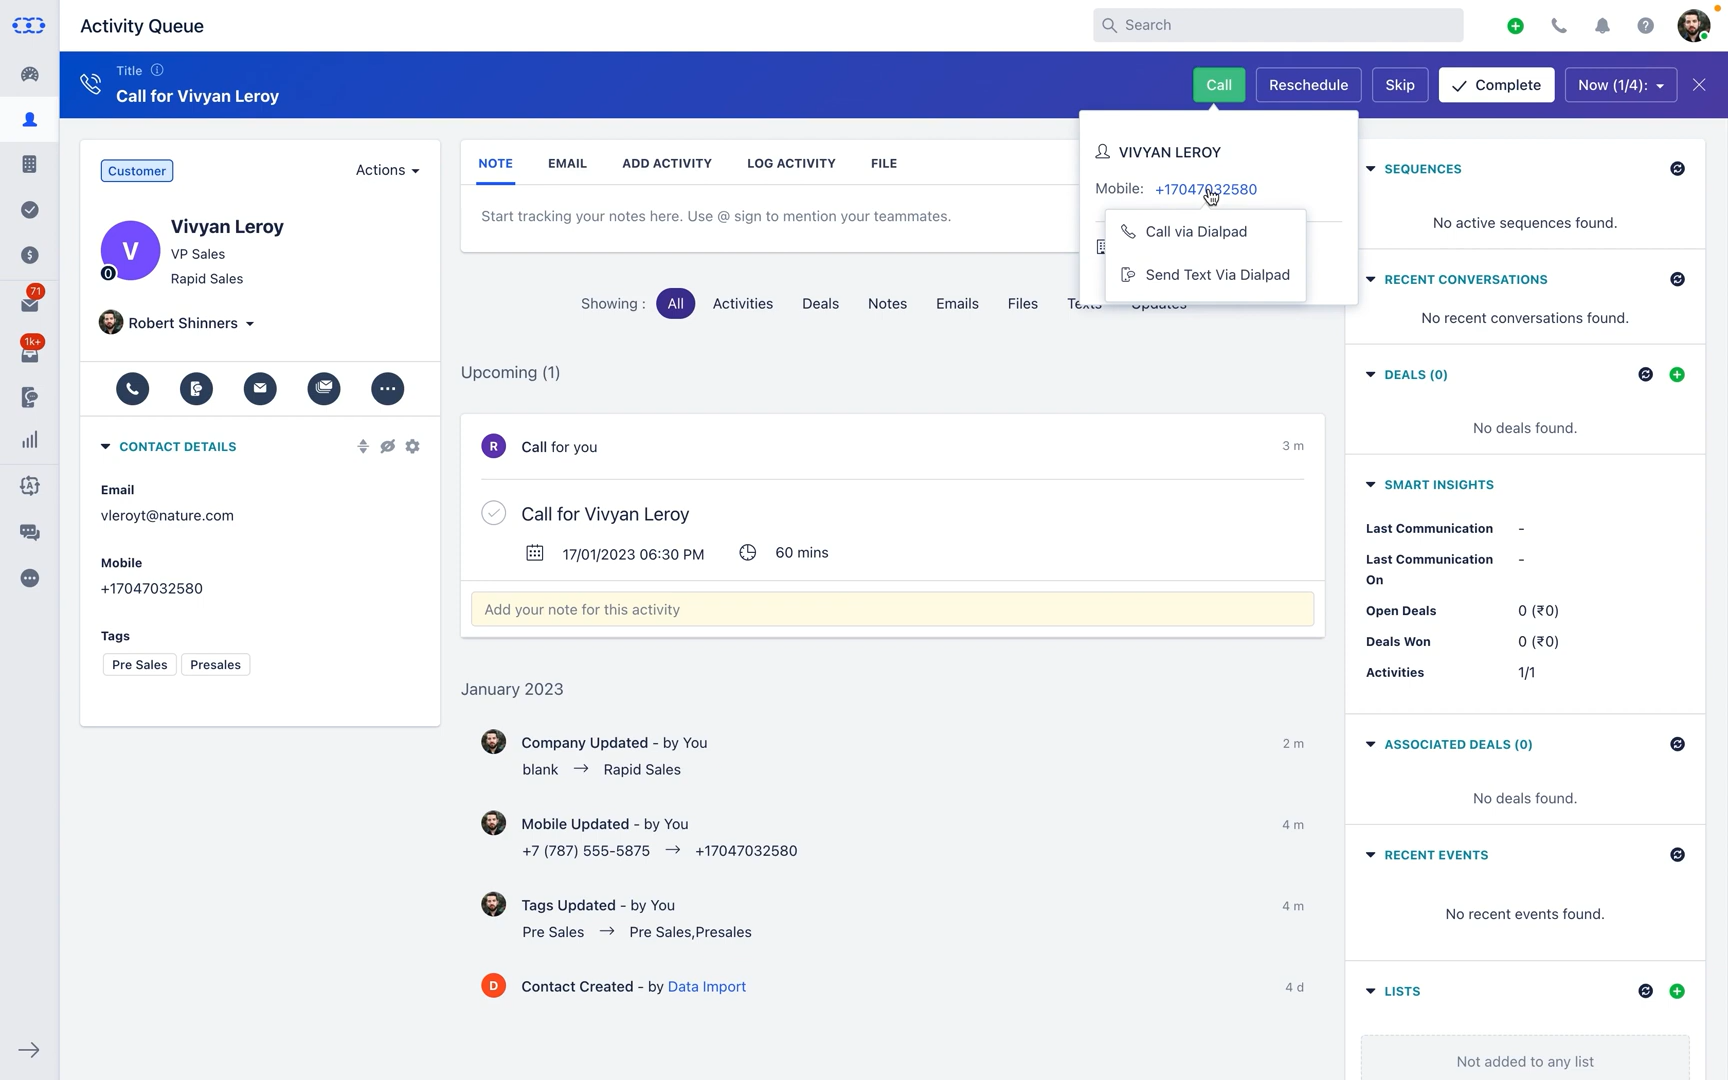 Activity Queue
Search
Title
Call for Vivyan Leroy
Call
Reschedule
Skip
Complete
Now (1/4):
71
1k+
Customer
Actions
V
0
Vivyan Leroy
VP Sales
Rapid Sales
Robert Shinners
CONTACT DETAILS
Email
vleroyt@nature.com
Mobile
+17047032580
Tags
Pre Sales
Presales
NOTE
EMAIL
ADD ACTIVITY
LOG ACTIVITY
FILE
Start tracking your notes here. Use @ sign to mention your teammates.
VIVYAN LEROY
Mobile: +17047032580
Call via Dialpad
Send Text Via Dialpad
Showing :
All
Activities
Deals
Notes
Emails
Files
Texts
Updates
Upcoming (1)
R
Call for you
3 m
Call for Vivyan Leroy
17/01/2023 06:30 PM
60 mins
Add your note for this activity
January 2023
Company Updated - by You
2 m
blank → Rapid Sales
Mobile Updated - by You
4 m
+7 (787) 555-5875 → +17047032580
Tags Updated - by You
4 m
Pre Sales → Pre Sales,Presales
D
Contact Created - by Data Import
4 d
SEQUENCES
No active sequences found.
RECENT CONVERSATIONS
No recent conversations found.
DEALS (0)
No deals found.
SMART INSIGHTS
Last Communication -
Last Communication On -
Open Deals 0 (₹0)
Deals Won 0 (₹0)
Activities 1/1
ASSOCIATED DEALS (0)
No deals found.
RECENT EVENTS
No recent events found.
LISTS
Not added to any list